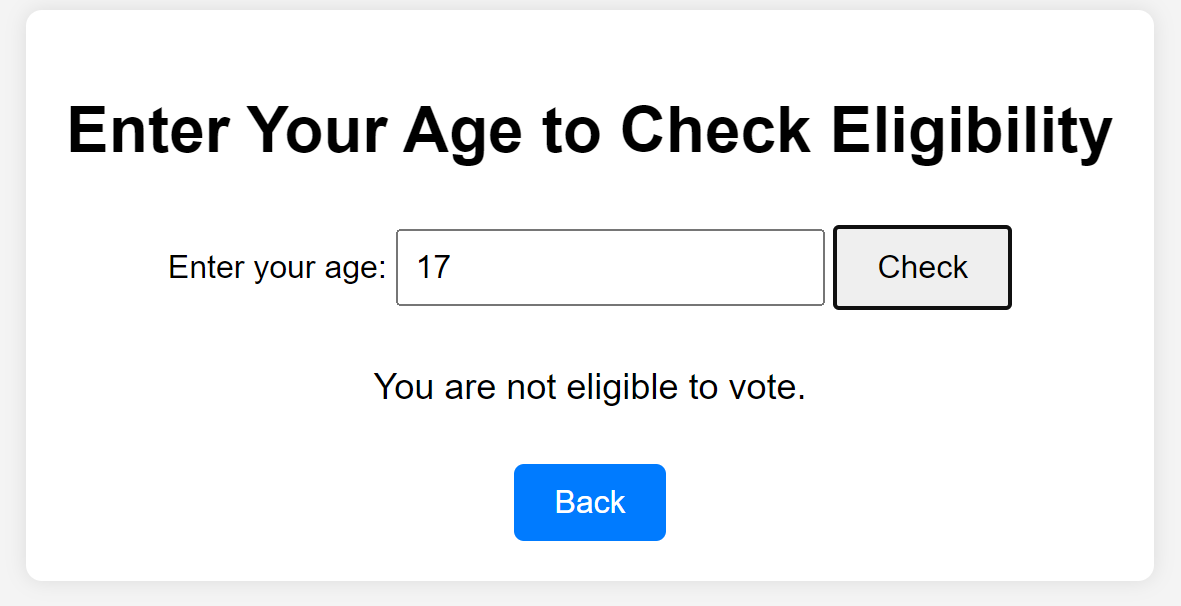 Enter Your Age to Check Eligibility
Enter your age: 17 Check
You are not eligible to vote.
Back